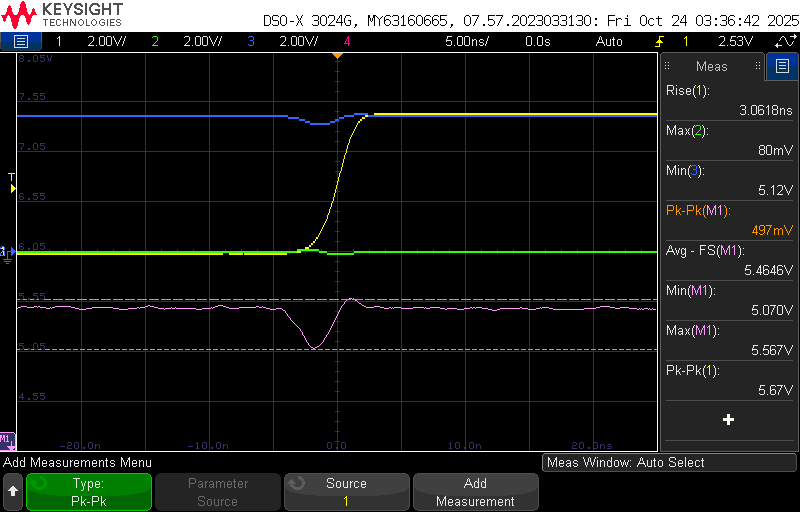 KEYSIGHT
TECHNOLOGIES
DSO-X 3024G, MY63160665, 07.57.2023033130: Fri Oct 24 03:36:42 2025
1 2.00V/ 2 2.00V/ 3 2.00V/ 4 5.00ns/ 0.0s Auto 1 2.53V
8.05V
7.55
7.05
6.55
6.05
5.55
5.05
4.55
T
M1
-20.0n -10.0n 0.0 10.0n 20.0ns
Meas
Rise(1):
3.0618ns
Max(2):
80mV
Min(3):
5.12V
Pk-Pk(M1):
497mV
Avg - FS(M1):
5.4646V
Min(M1):
5.070V
Max(M1):
5.567V
Pk-Pk(1):
5.67V
Add Measurements Menu
Meas Window: Auto Select
Type:
Pk-Pk
Parameter
Source
Source
1
Add
Measurement